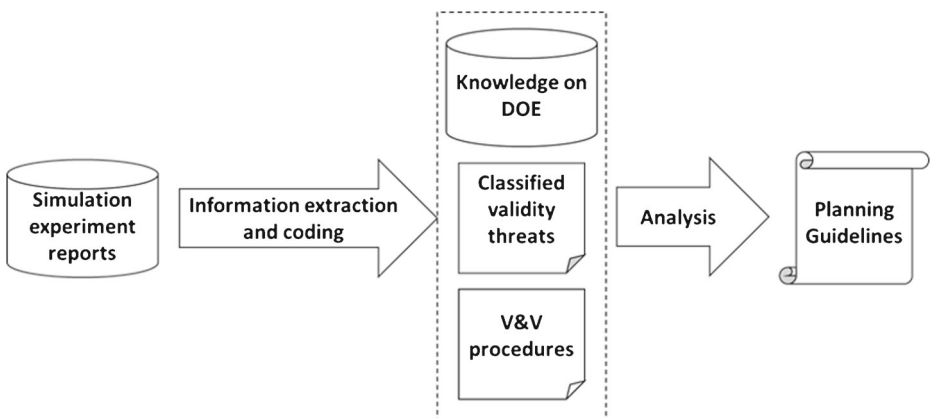 Simulation
experiment
reports
Information extraction
and coding
Knowledge on
DOE
Classified
validity
threats
V&V
procedures
Analysis
Planning
Guidelines